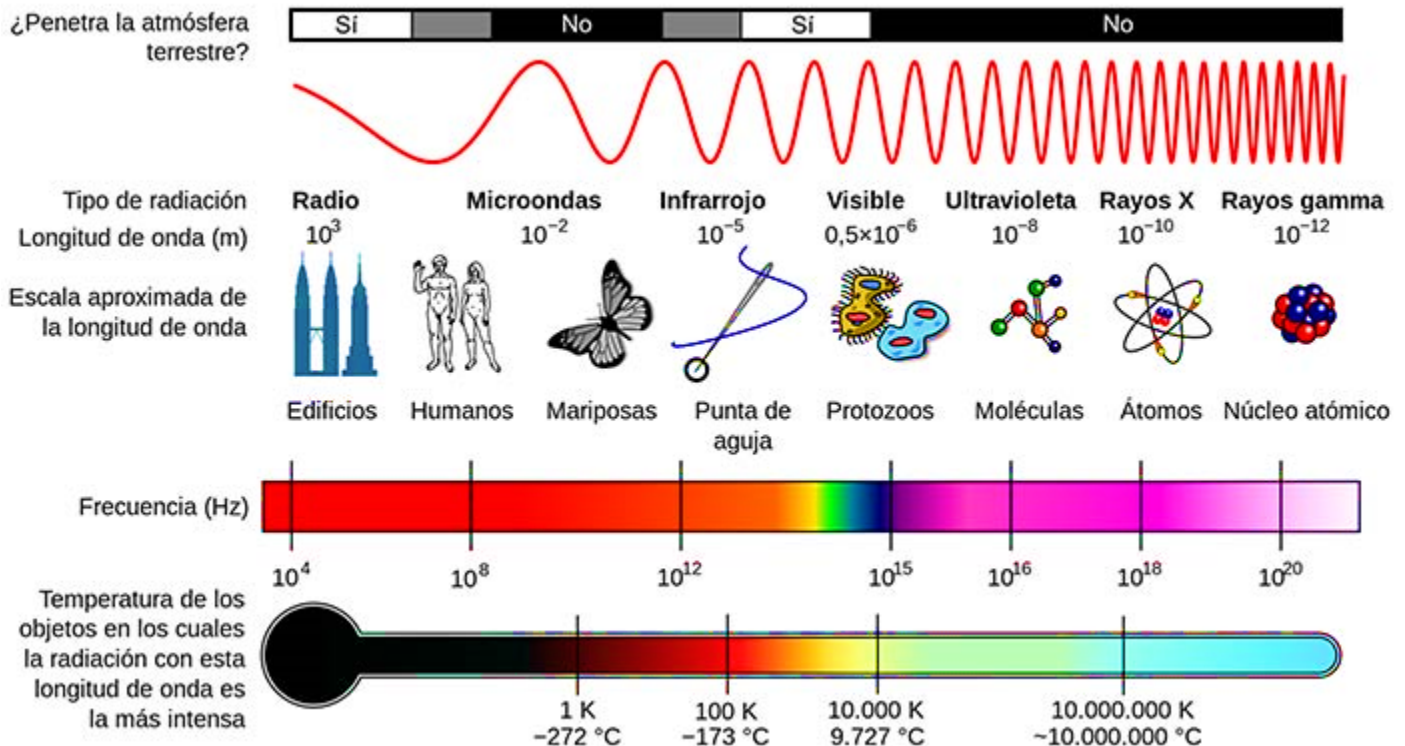 ¿Penetra la atmósfera
terrestre?
Sí No Sí No
Tipo de radiación Radio Microondas Infrarrojo Visible Ultravioleta Rayos X Rayos gamma
Longitud de onda (m) 10³ 10⁻² 10⁻⁵ 0,5×10⁻⁶ 10⁻⁸ 10⁻¹⁰ 10⁻¹²
Escala aproximada de
la longitud de onda
Edificios Humanos Mariposas Punta de Protozoos Moléculas Átomos Núcleo atómico
aguja
Frecuencia (Hz)
10⁴ 10⁸ 10¹² 10¹⁵ 10¹⁶ 10¹⁸ 10²⁰
Temperatura de los
objetos en los cuales
la radiación con esta
longitud de onda es
la más intensa
1 K 100 K 10.000 K 10.000.000 K
−272 °C −173 °C 9.727 °C ~10.000.000 °C